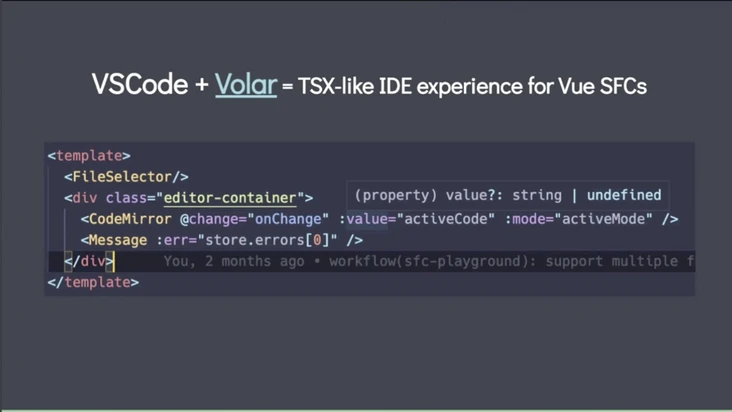 VSCode + Volar = TSX-like IDE experience for Vue SFCs
<template>
<FileSelector/>
<div class="editor-container">
(property) value?: string | undefined
<CodeMirror @change="onChange" :value="activeCode" :mode="activeMode" />
<Message :err="store.errors[0]" />
</div>
You, 2 months ago • workflow(sfc-playground): support multiple f
</template>